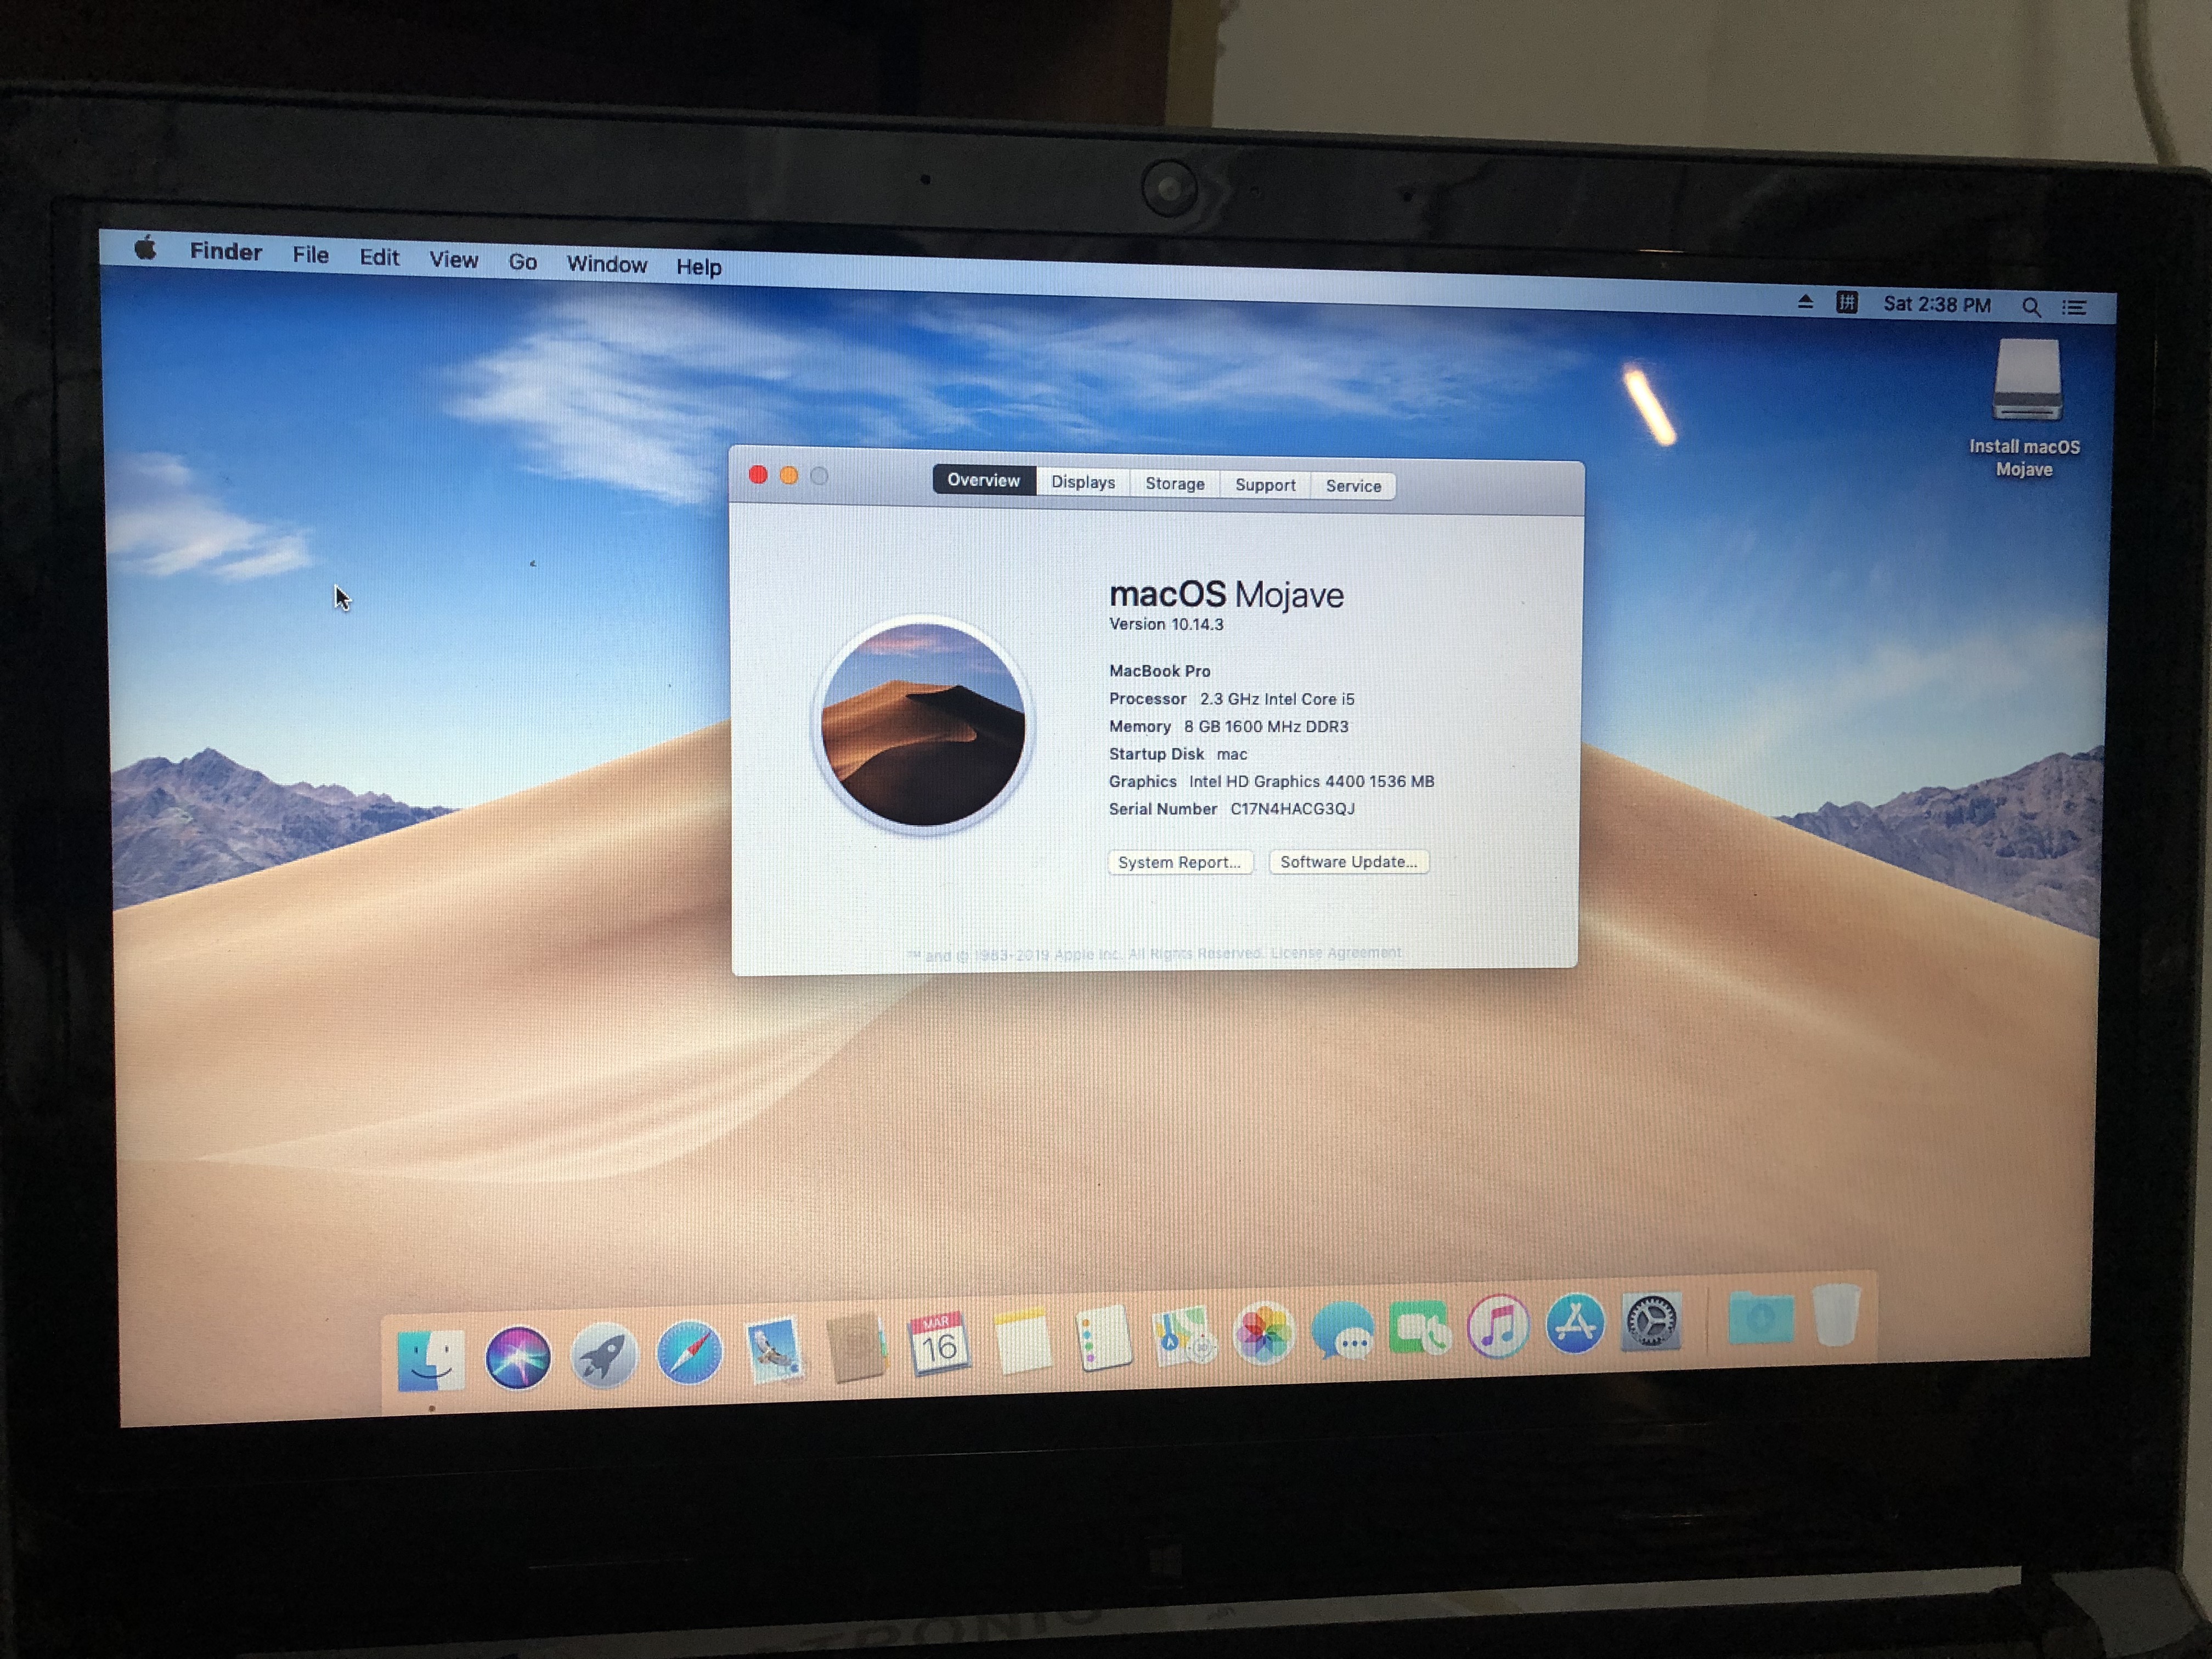 Finder File Edit View Go Window Help
拼 Sat 2:38 PM
Install macOS
Mojave
Overview Displays Storage Support Service
macOS Mojave
Version 10.14.3
MacBook Pro
Processor 2.3 GHz Intel Core i5
Memory 8 GB 1600 MHz DDR3
Startup Disk mac
Graphics Intel HD Graphics 4400 1536 MB
Serial Number C17N4HACG3QJ
System Report... Software Update...
™ and © 1983-2019 Apple Inc. All Rights Reserved. License Agreement
MAR
16
3D